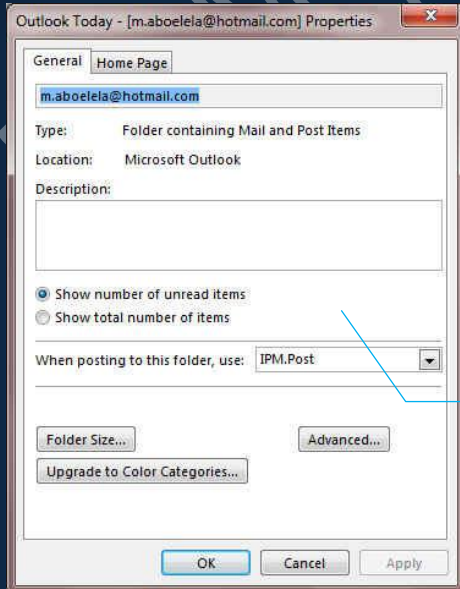 Outlook Today - [m.aboelela@hotmail.com] Properties
General Home Page
m.aboelela@hotmail.com
Type: Folder containing Mail and Post Items
Location: Microsoft Outlook
Description:
Show number of unread items
Show total number of items
When posting to this folder, use: IPM.Post
Folder Size... Advanced...
Upgrade to Color Categories...
OK Cancel Apply